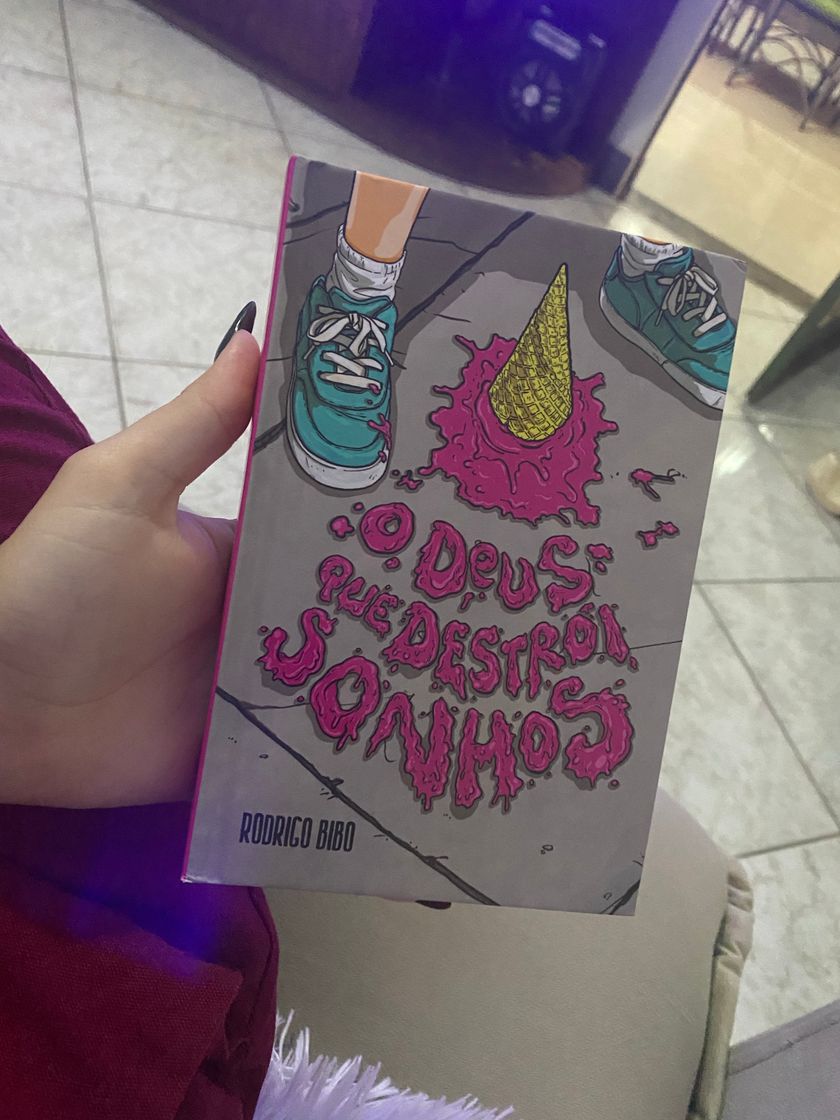 O DEUS
QUE DESTRÓI
SONHOS
RODRIGO BIBO